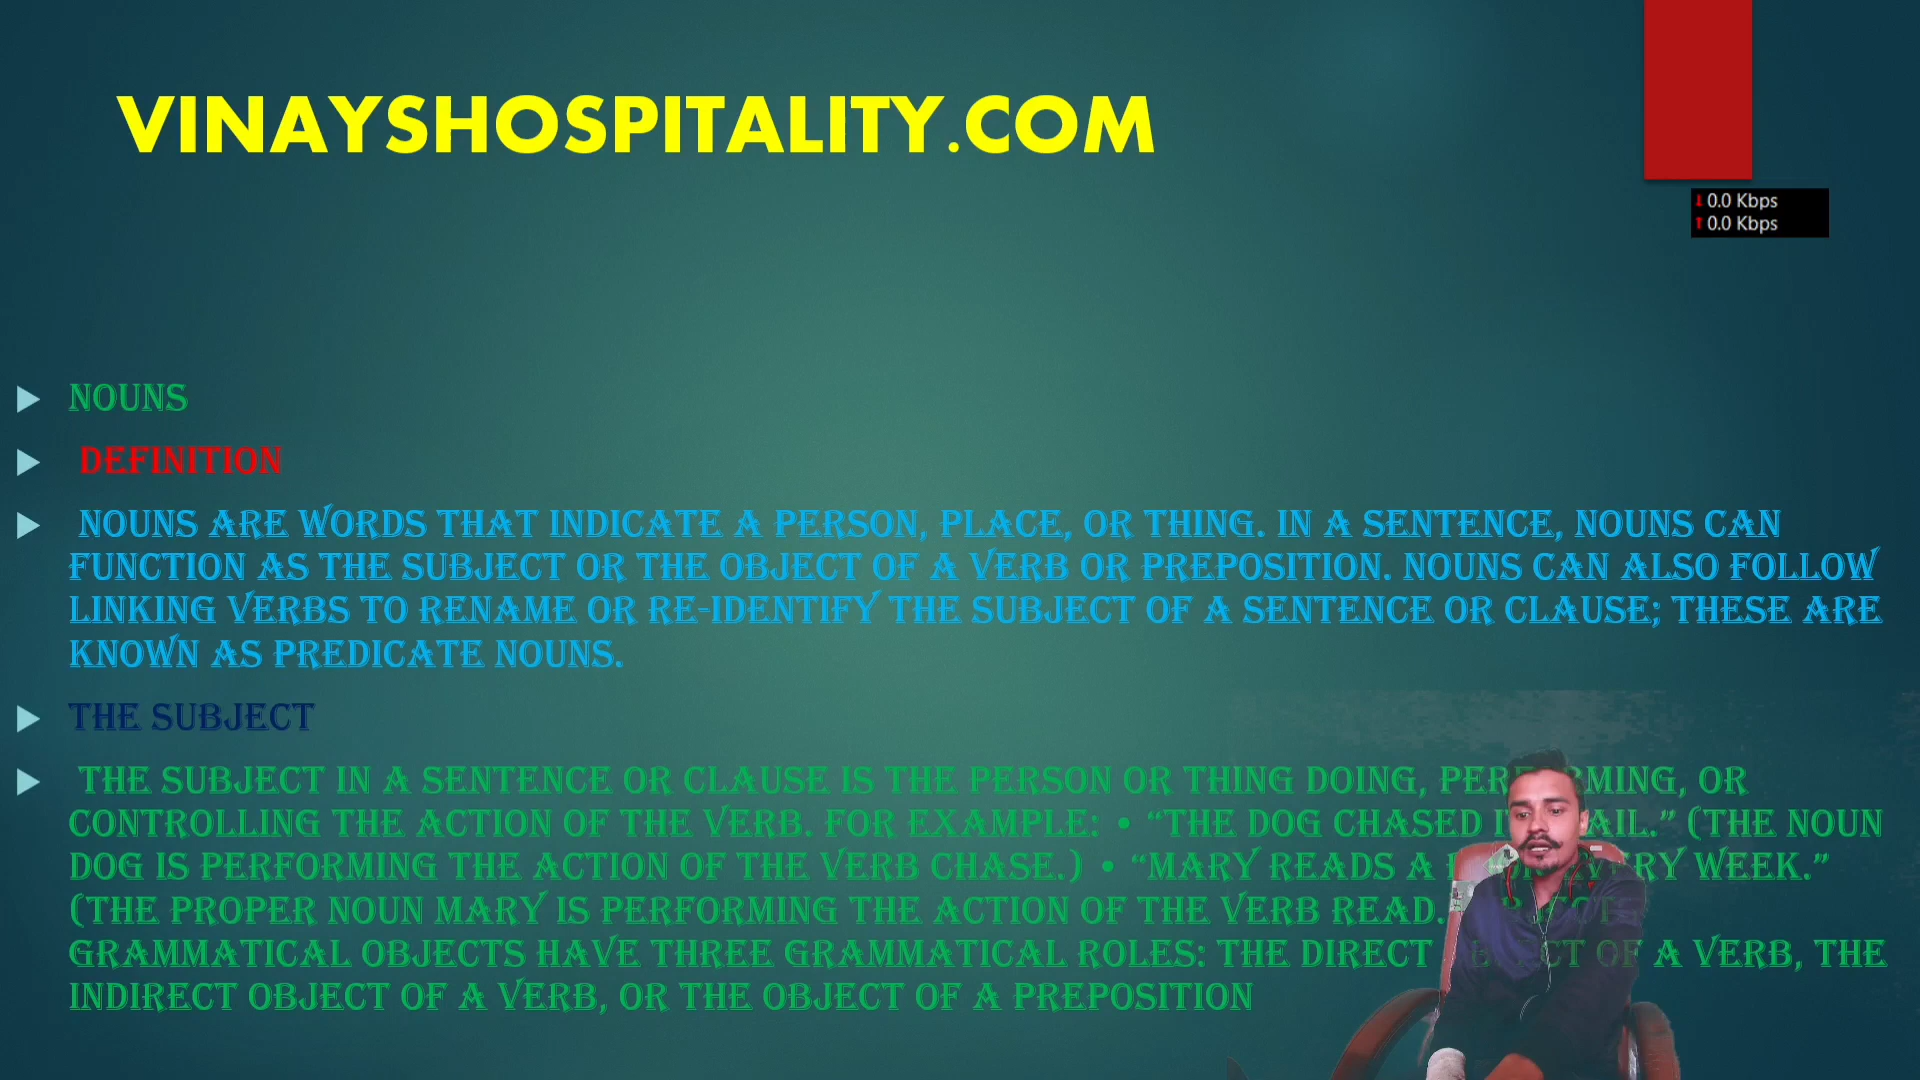 VINAYSHOSPITALITY.COM
↓ 0.0 Kbps
↑ 0.0 Kbps
NOUNS
DEFINITION
NOUNS ARE WORDS THAT INDICATE A PERSON, PLACE, OR THING. IN A SENTENCE, NOUNS CAN
FUNCTION AS THE SUBJECT OR THE OBJECT OF A VERB OR PREPOSITION. NOUNS CAN ALSO FOLLOW
LINKING VERBS TO RENAME OR RE-IDENTIFY THE SUBJECT OF A SENTENCE OR CLAUSE; THESE ARE
KNOWN AS PREDICATE NOUNS.
THE SUBJECT
THE SUBJECT IN A SENTENCE OR CLAUSE IS THE PERSON OR THING DOING, PERFORMING, OR
CONTROLLING THE ACTION OF THE VERB. FOR EXAMPLE: • “THE DOG CHASED TAIL.” (THE NOUN
DOG IS PERFORMING THE ACTION OF THE VERB CHASE.) • “MARY READS A EVERY WEEK.”
(THE PROPER NOUN MARY IS PERFORMING THE ACTION OF THE VERB READ.
GRAMMATICAL OBJECTS HAVE THREE GRAMMATICAL ROLES: THE DIRECT OBJECT OF A VERB, THE
INDIRECT OBJECT OF A VERB, OR THE OBJECT OF A PREPOSITION